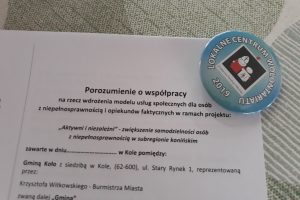 Porozumienie o współpracy
na rzecz wdrożenia modelu usług społecznych dla osób
z niepełnosprawnością i opiekunów faktycznych w ramach projektu:
„Aktywni i niezależni" - zwiększenie samodzielności osób
z niepełnosprawnością w subregionie konińskim
zawarte w dniu..................... w Kole pomiędzy:
Gminą Koło z siedzibą w Kole, (62-600), ul. Stary Rynek 1, reprezentowaną
przez:
Krzysztofa Witkowskiego - Burmistrza Miasta
zwaną dalej „Gminą"
LOKALNE CENTRUM WOLONTARIATU
2019